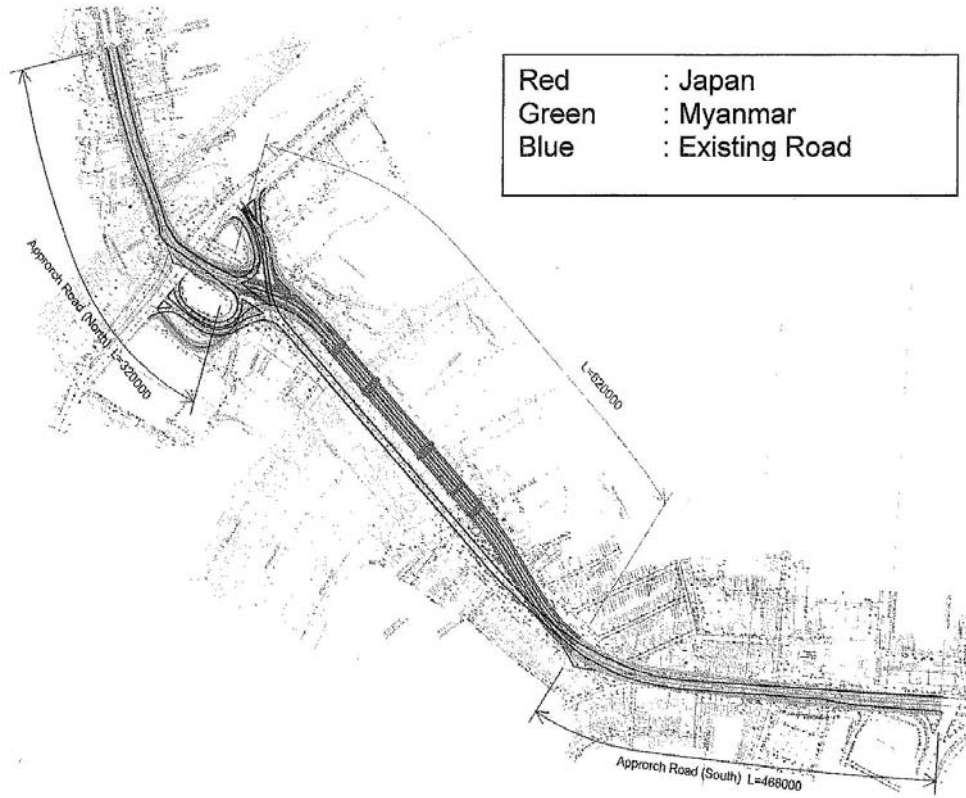 Red : Japan
Green : Myanmar
Blue : Existing Road
Approrch Road (North) L=320000
L=620000
Approrch Road (South) L=468000